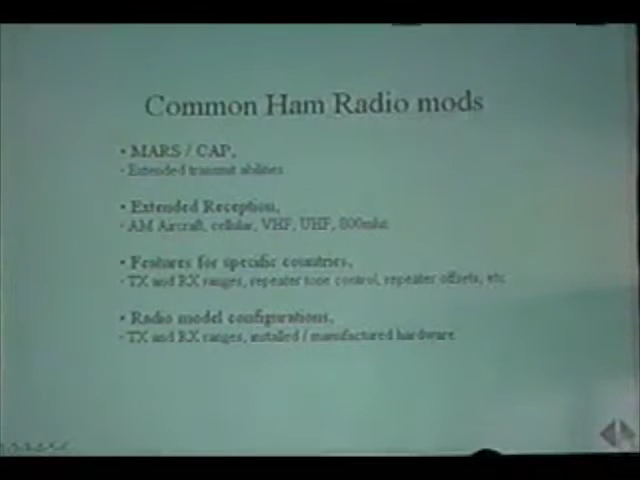 Common Ham Radio mods
• MARS / CAP,
• Extended transmit abilities
• Extended Reception,
• AM Aircraft, cellular, VHF, UHF, 800mhz
• Features for specific countries,
• TX and RX ranges, repeater tone control, repeater offsets, etc
• Radio model configurations,
• TX and RX ranges, installed / manufactured hardware